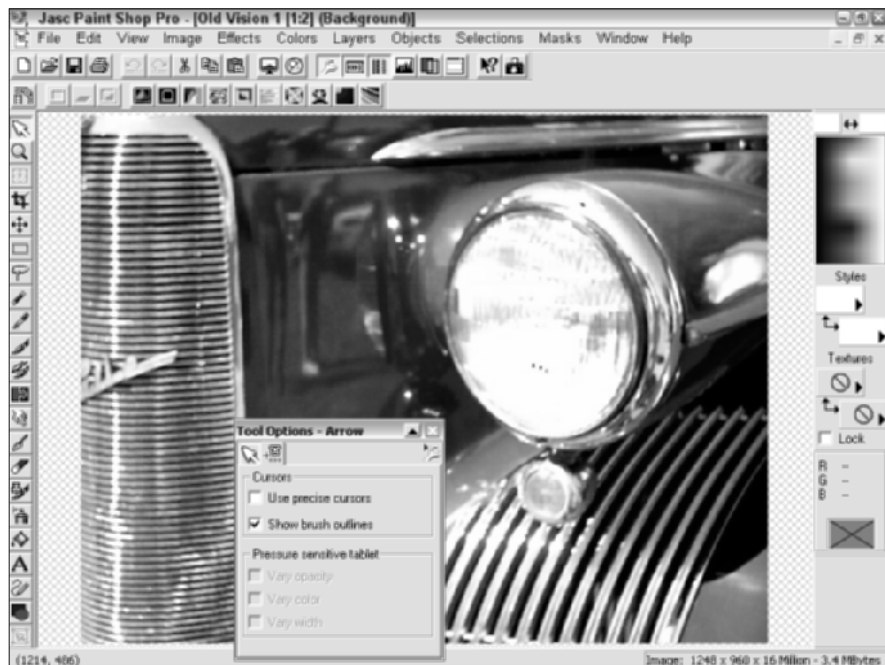 Jasc Paint Shop Pro - [Old Vision 1 [1:2] (Background)]
File Edit View Image Effects Colors Layers Objects Selections Masks Window Help
Styles
Textures
Lock
R -
G -
B -
Tool Options - Arrow
Cursors
Use precise cursors
Show brush outlines
Pressure sensitive tablet
Vary opacity
Vary color
Vary width
(1214, 486)
Image: 1248 x 960 x 16 Million - 3.4 MBytes